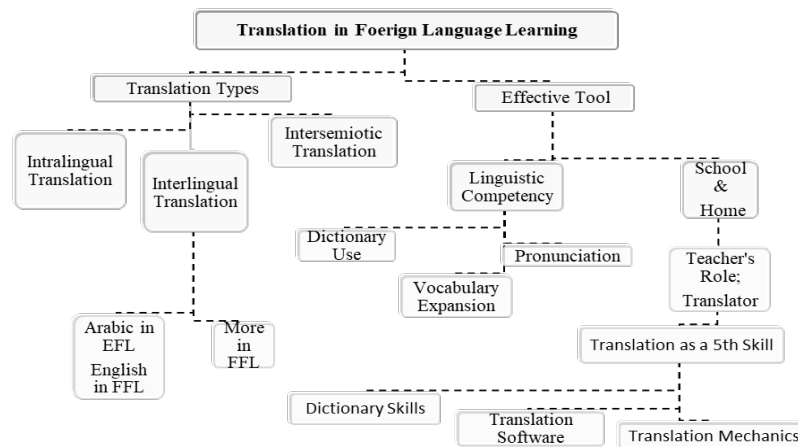 Translation in Foerign Language Learning
Translation Types
Effective Tool
Intralingual
Translation
Interlingual
Translation
Intersemiotic
Translation
Linguistic
Competency
School
&
Home
Dictionary
Use
Pronunciation
Vocabulary
Expansion
Teacher's
Role;
Translator
Arabic in
EFL
English
in FFL
More
in
FFL
Translation as a 5th Skill
Dictionary Skills
Translation
Software
Translation Mechanics